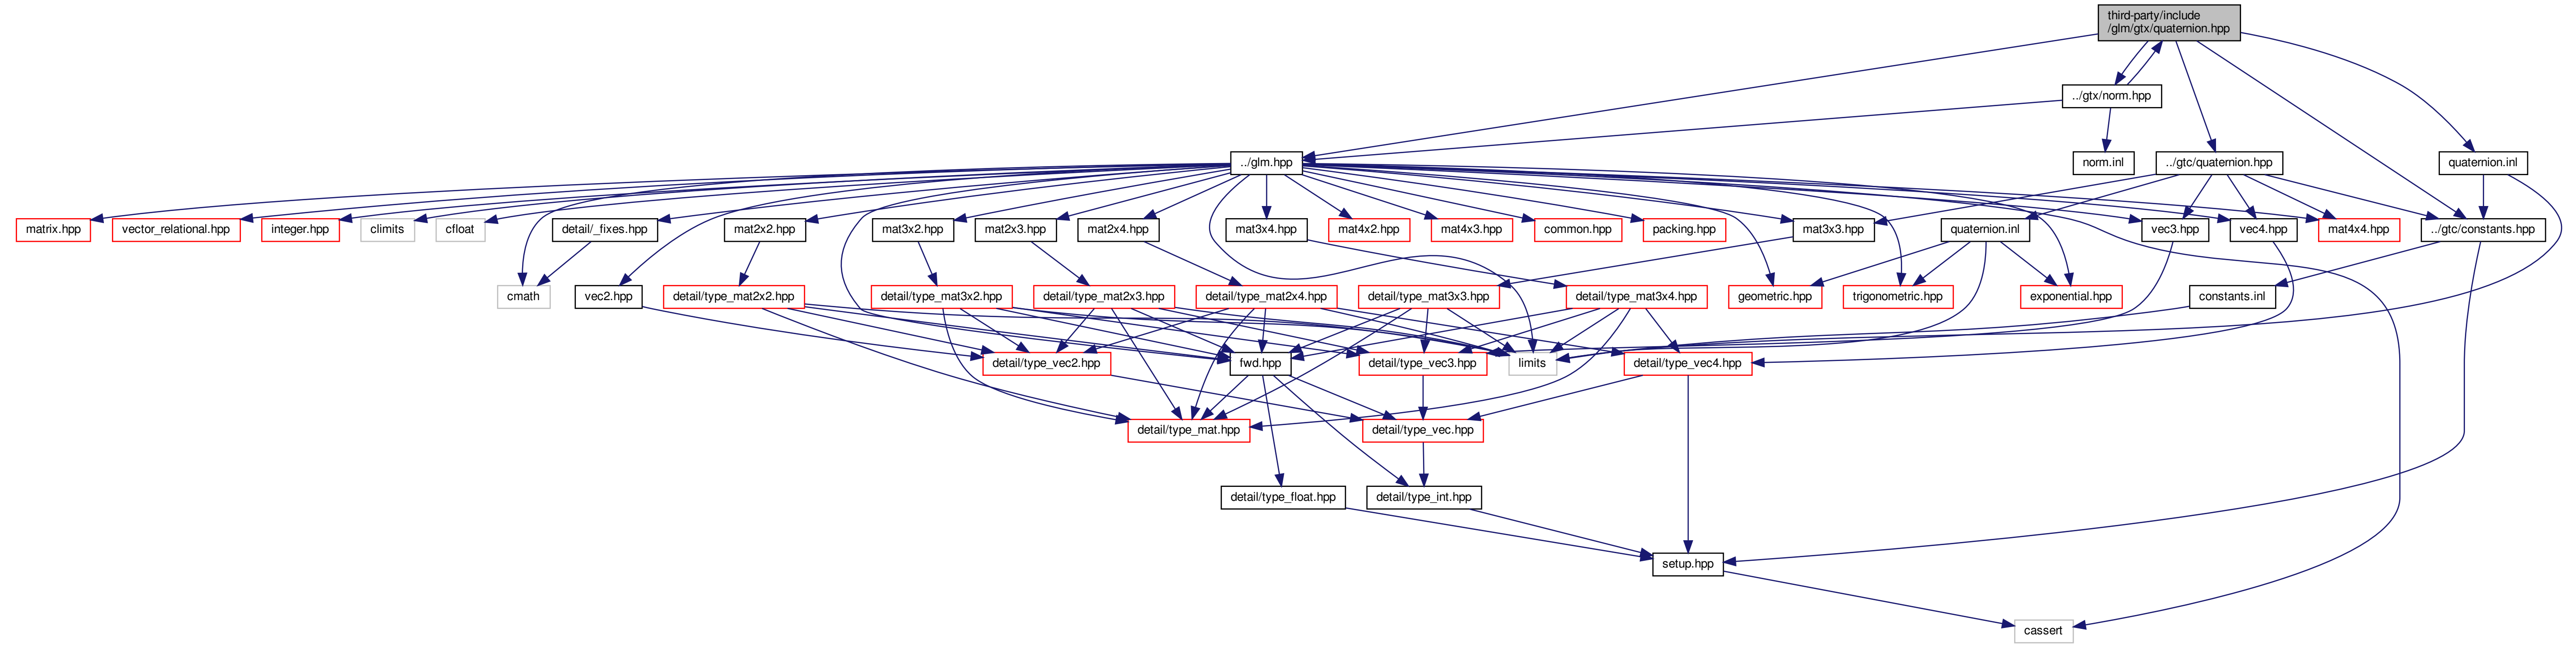 third-party/include
/glm/gtx/quaternion.hpp
../gtx/norm.hpp
../glm.hpp
norm.inl
../gtc/quaternion.hpp
quaternion.inl
matrix.hpp
vector_relational.hpp
integer.hpp
climits
cfloat
detail/_fixes.hpp
mat2x2.hpp
mat3x2.hpp
mat2x3.hpp
mat2x4.hpp
mat3x4.hpp
mat4x2.hpp
mat4x3.hpp
common.hpp
packing.hpp
mat3x3.hpp
quaternion.inl
vec3.hpp
vec4.hpp
mat4x4.hpp
../gtc/constants.hpp
cmath
vec2.hpp
detail/type_mat2x2.hpp
detail/type_mat3x2.hpp
detail/type_mat2x3.hpp
detail/type_mat2x4.hpp
detail/type_mat3x3.hpp
detail/type_mat3x4.hpp
geometric.hpp
trigonometric.hpp
exponential.hpp
constants.inl
detail/type_vec2.hpp
fwd.hpp
detail/type_vec3.hpp
limits
detail/type_vec4.hpp
detail/type_mat.hpp
detail/type_vec.hpp
detail/type_float.hpp
detail/type_int.hpp
setup.hpp
cassert